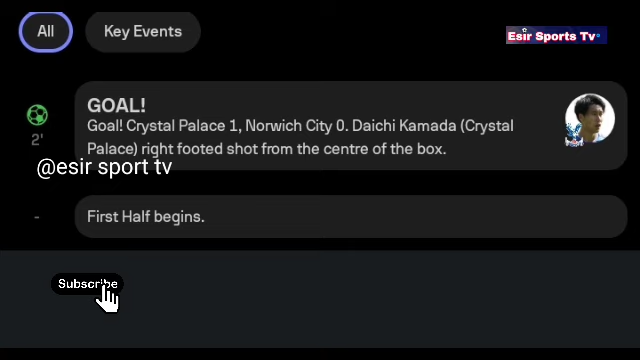 All
Key Events
Esir Sports Tv
GOAL!
Goal! Crystal Palace 1, Norwich City 0. Daichi Kamada (Crystal
Palace) right footed shot from the centre of the box.
2'
@esir sport tv
-
First Half begins.
Subscribe